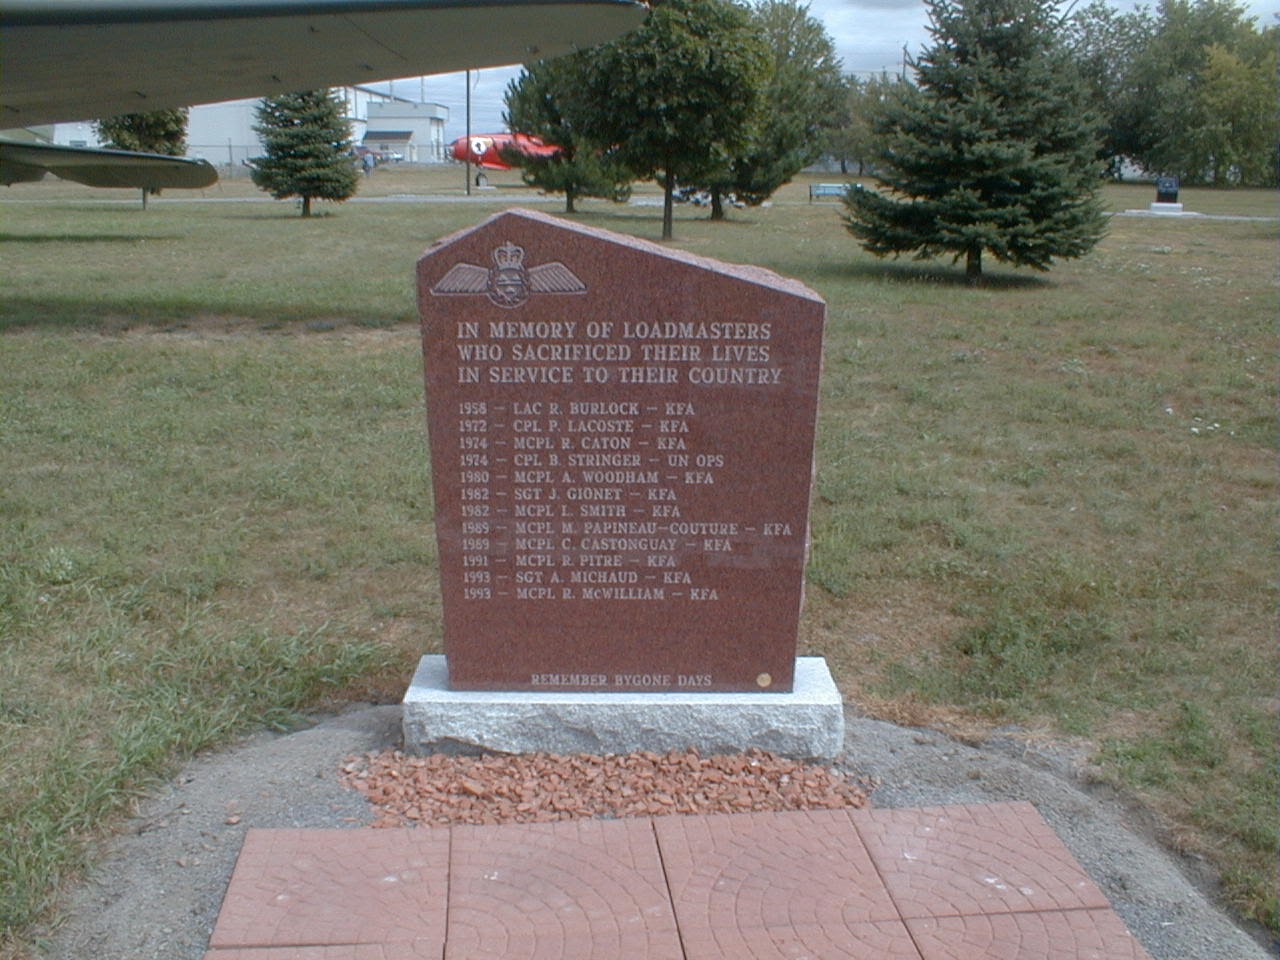 IN MEMORY OF LOADMASTERS
WHO SACRIFICED THEIR LIVES
IN SERVICE TO THEIR COUNTRY
1958 – LAC R. BURLOCK – KFA
1972 – CPL P. LACOSTE – KFA
1974 – MCPL R. CATON – KFA
1974 – CPL B. STRINGER – UN OPS
1980 – MCPL A. WOODHAM – KFA
1982 – SGT J. GIONET – KFA
1982 – MCPL L. SMITH – KFA
1989 – MCPL M. PAPINEAU–COUTURE – KFA
1989 – MCPL C. CASTONGUAY – KFA
1991 – MCPL R. PITRE – KFA
1993 – SGT A. MICHAUD – KFA
1993 – MCPL R. McWILLIAM – KFA
REMEMBER BYGONE DAYS